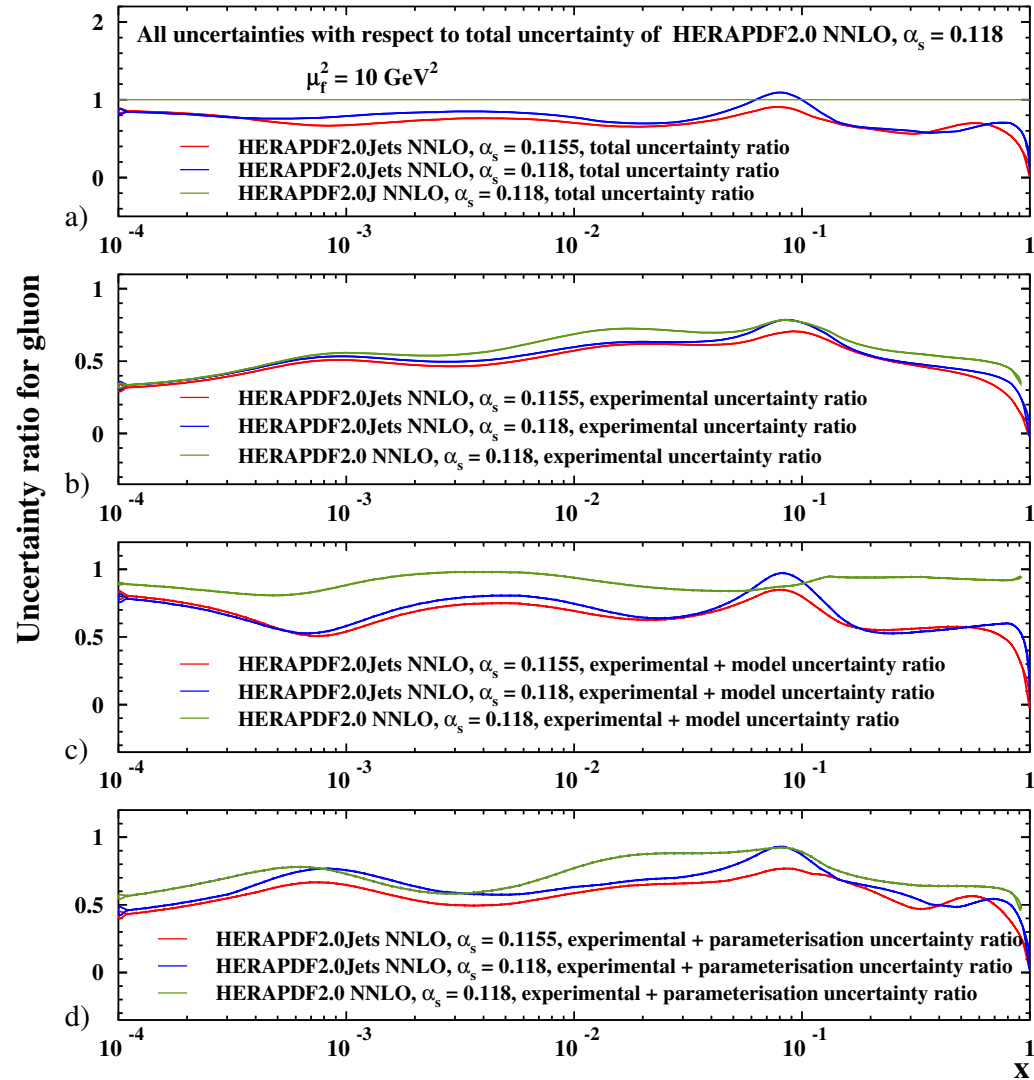 All uncertainties with respect to total uncertainty of HERAPDF2.0 NNLO, αs = 0.118
μf² = 10 GeV²
2
1
0
HERAPDF2.0Jets NNLO, αs = 0.1155, total uncertainty ratio
HERAPDF2.0Jets NNLO, αs = 0.118, total uncertainty ratio
HERAPDF2.0J NNLO, αs = 0.118, total uncertainty ratio
a)
10⁻⁴ 10⁻³ 10⁻² 10⁻¹ 1
Uncertainty ratio for gluon
1
0.5
0
HERAPDF2.0Jets NNLO, αs = 0.1155, experimental uncertainty ratio
HERAPDF2.0Jets NNLO, αs = 0.118, experimental uncertainty ratio
HERAPDF2.0 NNLO, αs = 0.118, experimental uncertainty ratio
b)
10⁻⁴ 10⁻³ 10⁻² 10⁻¹ 1
1
0.5
0
HERAPDF2.0Jets NNLO, αs = 0.1155, experimental + model uncertainty ratio
HERAPDF2.0Jets NNLO, αs = 0.118, experimental + model uncertainty ratio
HERAPDF2.0 NNLO, αs = 0.118, experimental + model uncertainty ratio
c)
10⁻⁴ 10⁻³ 10⁻² 10⁻¹ 1
1
0.5
0
HERAPDF2.0Jets NNLO, αs = 0.1155, experimental + parameterisation uncertainty ratio
HERAPDF2.0Jets NNLO, αs = 0.118, experimental + parameterisation uncertainty ratio
HERAPDF2.0 NNLO, αs = 0.118, experimental + parameterisation uncertainty ratio
d)
10⁻⁴ 10⁻³ 10⁻² 10⁻¹ 1
x